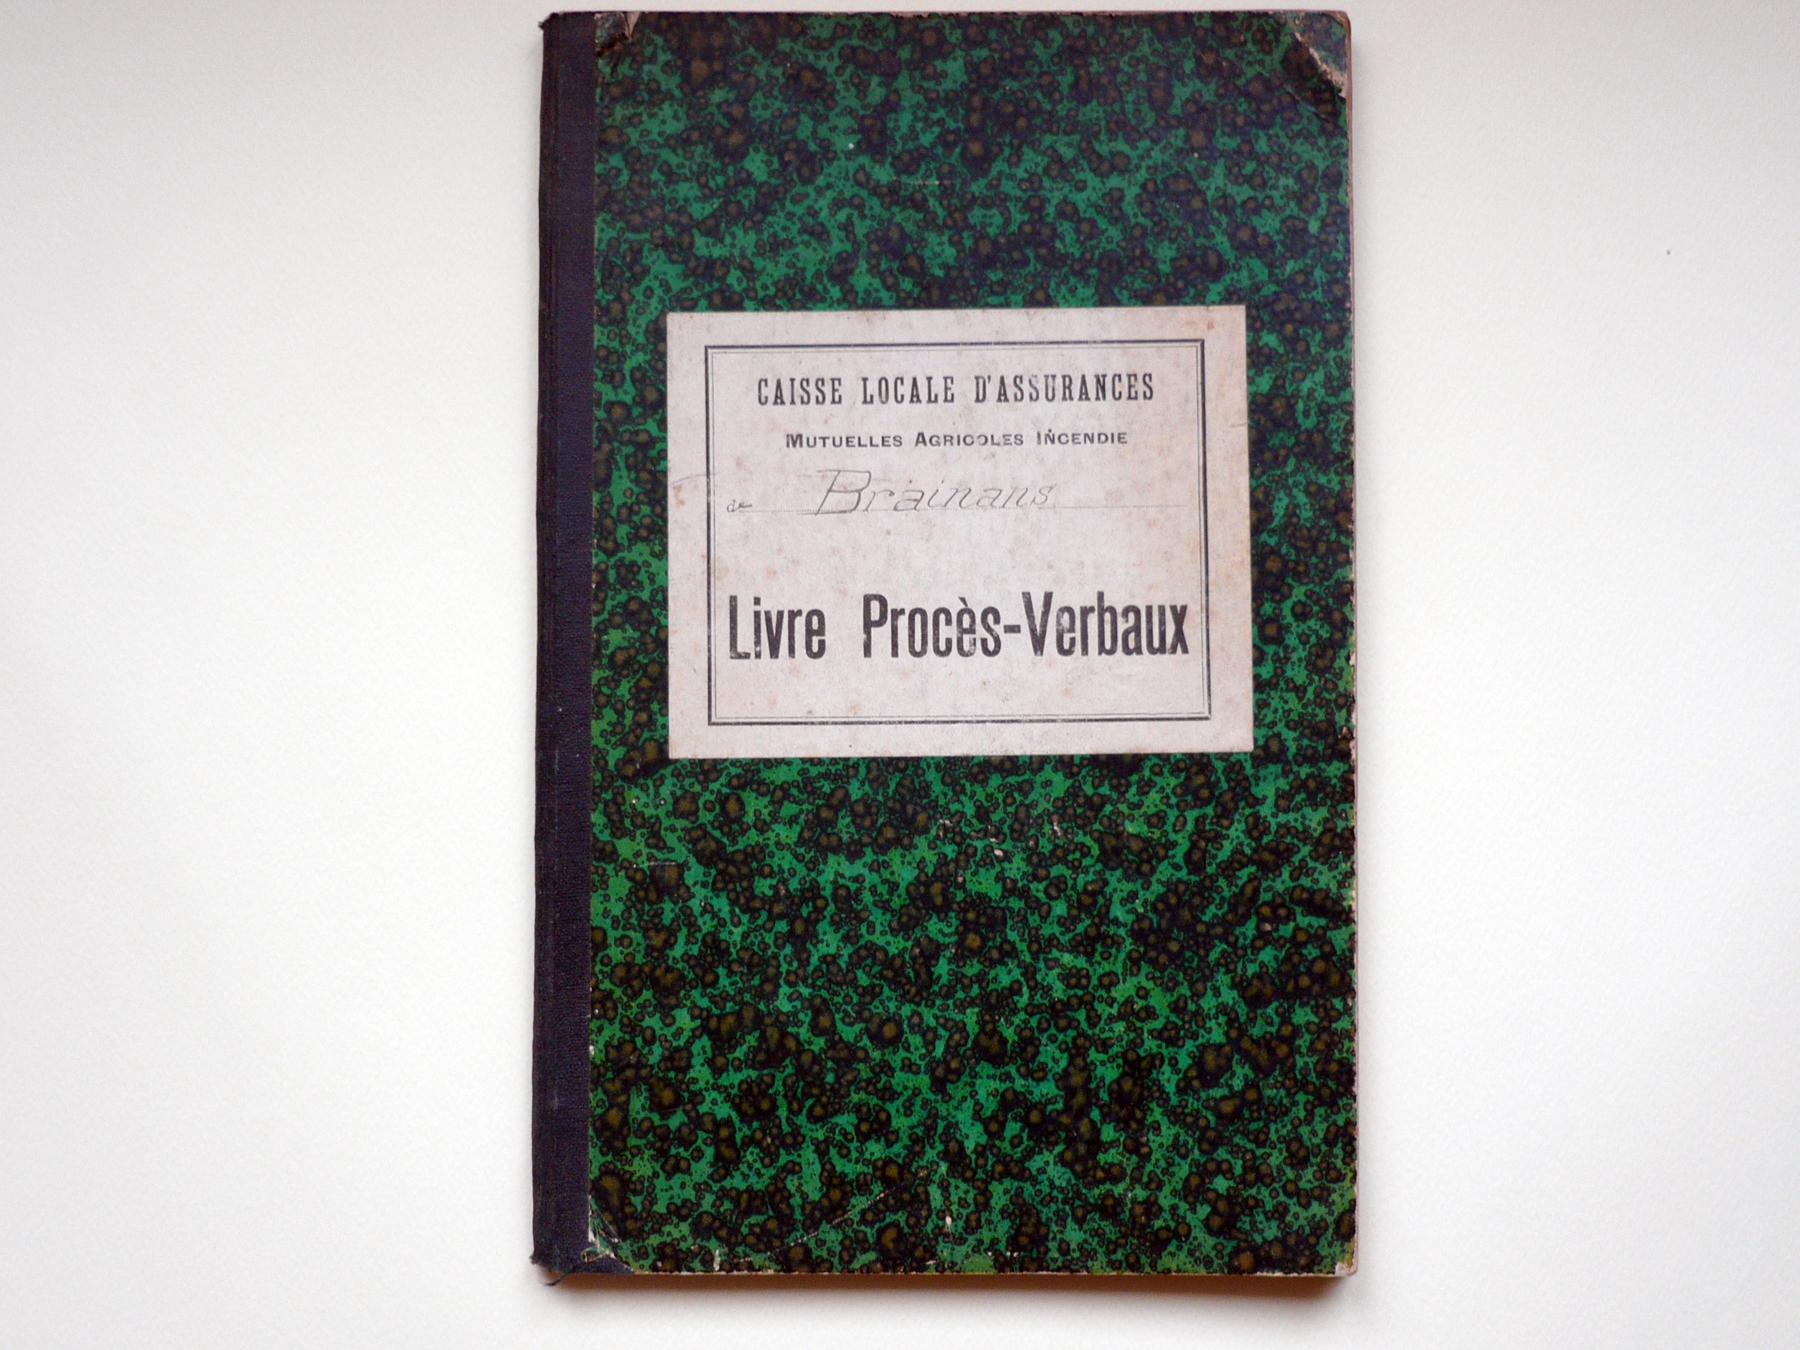 CAISSE LOCALE D'ASSURANCES
MUTUELLES AGRICOLES INCENDIE
de Brainans
Livre Procès-Verbaux